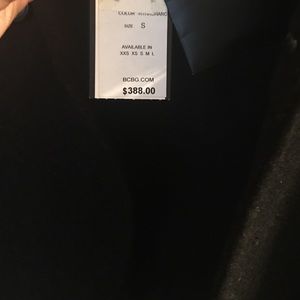 COLOR
SIZE S
AVAILABLE IN
XXS XS S M L
BCBG.COM
$388.00